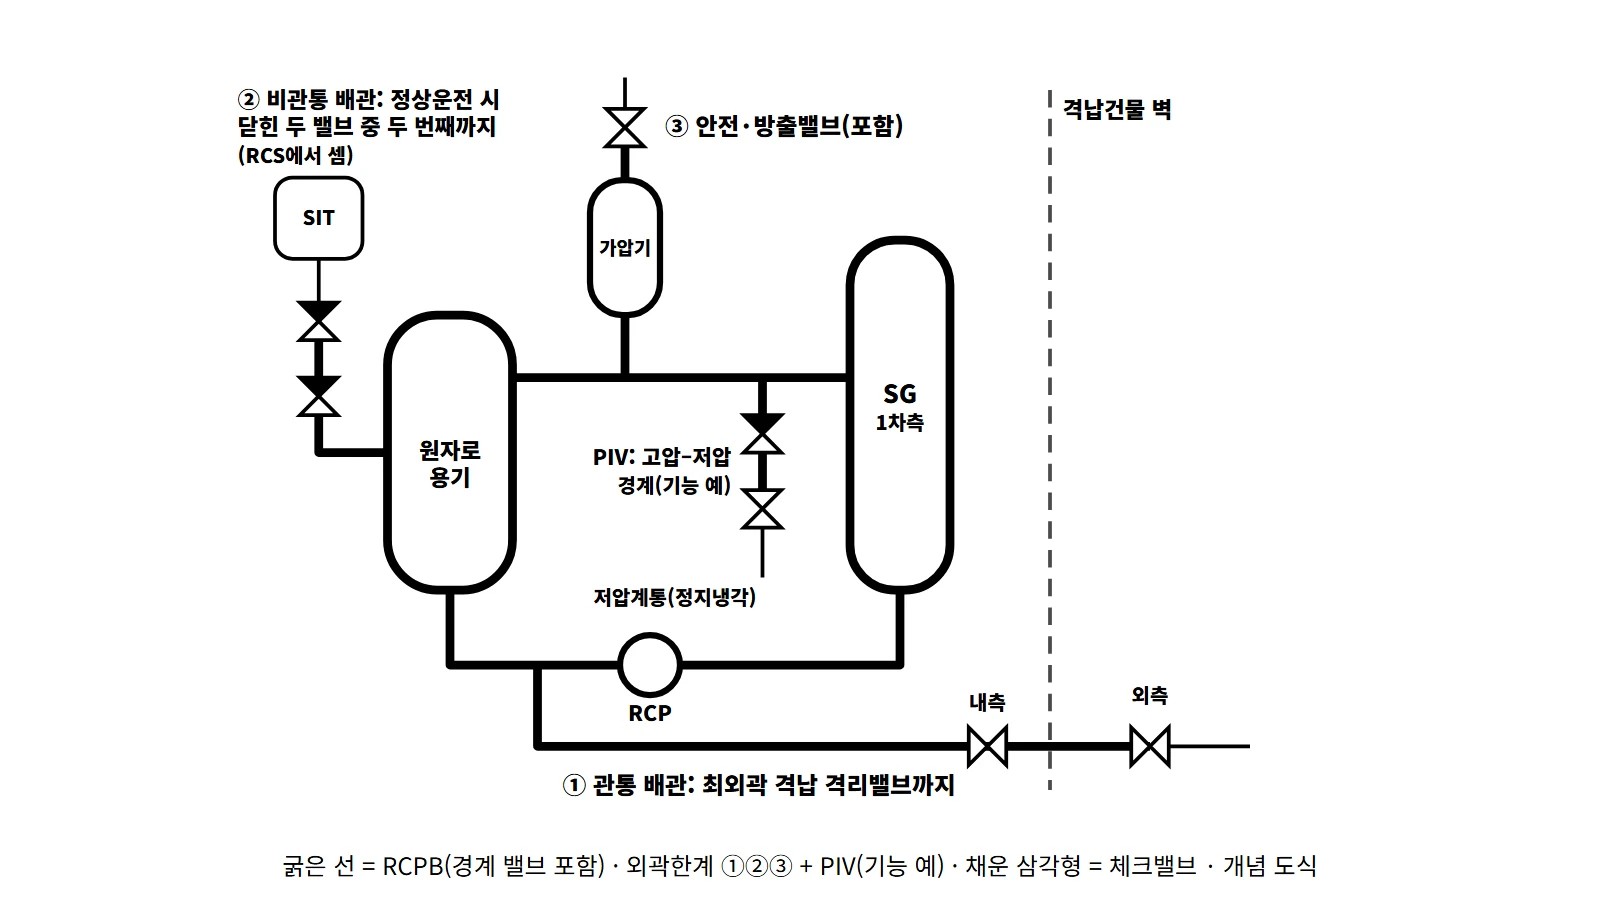 ② 비관통 배관: 정상운전 시
닫힌 두 밸브 중 두 번째까지
(RCS에서 셈)
③ 안전·방출밸브(포함)
격납건물 벽
SIT
가압기
SG
1차측
원자로
용기
PIV: 고압–저압
경계(기능 예)
저압계통(정지냉각)
RCP
내측
외측
① 관통 배관: 최외곽 격납 격리밸브까지
굵은 선 = RCPB(경계 밸브 포함) · 외곽한계 ①②③ + PIV(기능 예) · 채운 삼각형 = 체크밸브 · 개념 도식